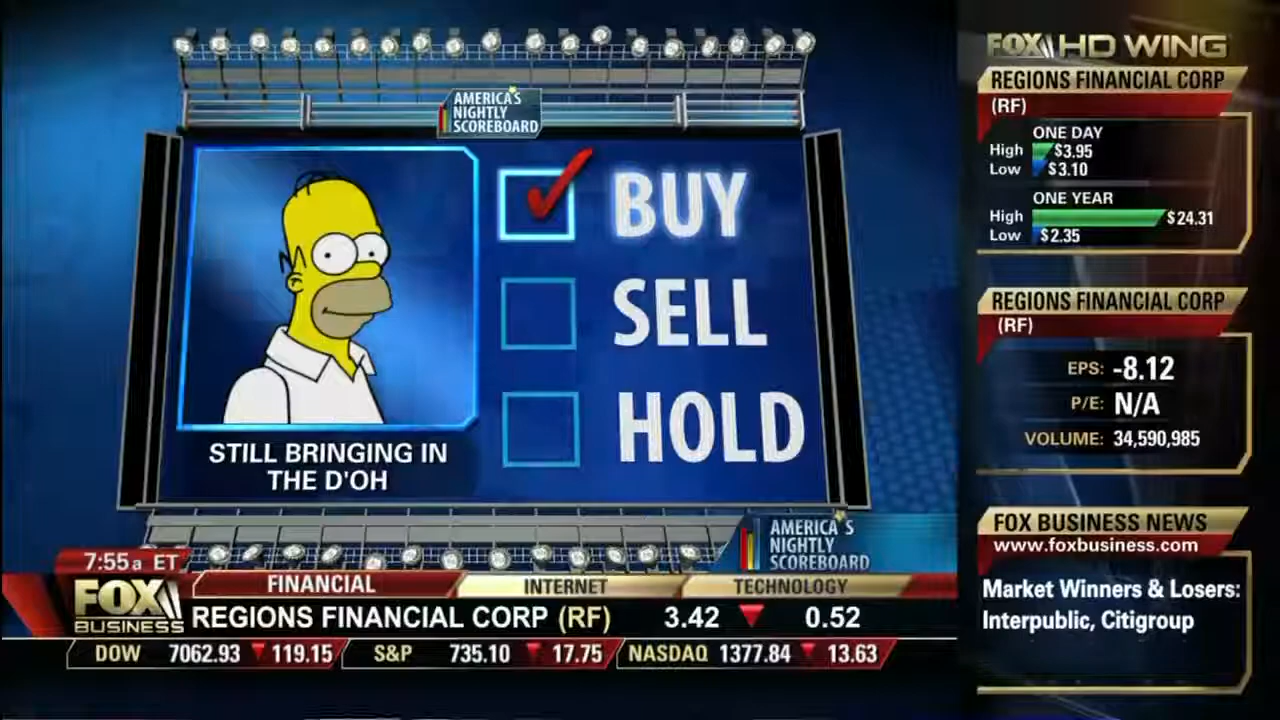 AMERICA'S
NIGHTLY
SCOREBOARD
BUY
SELL
HOLD
STILL BRINGING IN
THE D'OH
AMERICA'S
NIGHTLY
SCOREBOARD
7:55a ET
FOX
BUSINESS
FINANCIAL
INTERNET
TECHNOLOGY
REGIONS FINANCIAL CORP (RF) 3.42 0.52
DOW 7062.93 119.15 S&P 735.10 17.75 NASDAQ 1377.84 13.63
FOX HD WING
REGIONS FINANCIAL CORP
(RF)
ONE DAY
High $3.95
Low $3.10
ONE YEAR
High $24.31
Low $2.35
REGIONS FINANCIAL CORP
(RF)
EPS: -8.12
P/E: N/A
VOLUME: 34,590,985
FOX BUSINESS NEWS
www.foxbusiness.com
Market Winners & Losers:
Interpublic, Citigroup